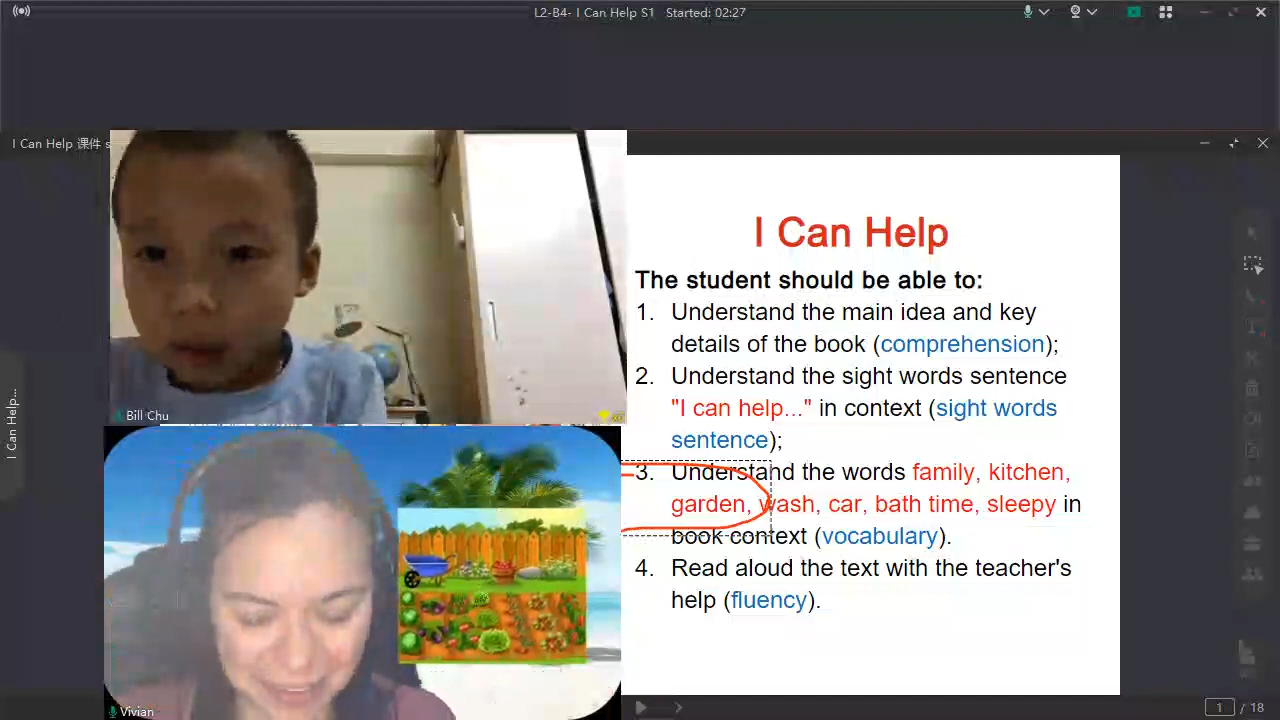 L2-B4- I Can Help S1 Started: 02:27
I Can Help 课件 s
I Can Help...
Bill Chu
Vivian
I Can Help
The student should be able to:
1. Understand the main idea and key
details of the book (comprehension);
2. Understand the sight words sentence
"I can help..." in context (sight words
sentence);
3. Understand the words family, kitchen,
garden, wash, car, bath time, sleepy in
book context (vocabulary).
4. Read aloud the text with the teacher's
help (fluency).
1 / 18